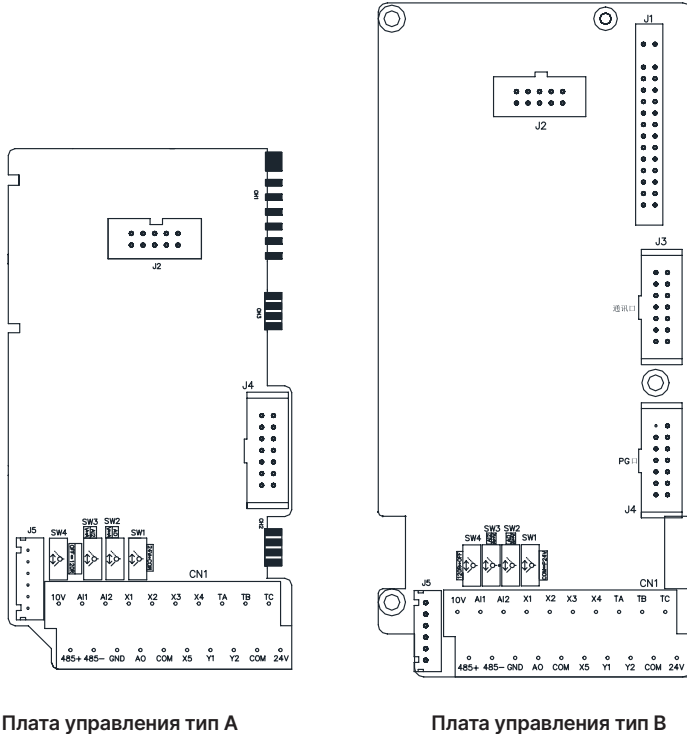 J1
J2
J3
通讯口
J4
PG口
J5
SW4
SW3
SW2
SW1
CN1
10V AI1 AI2 X1 X2 X3 X4 TA TB TC
485+ 485- GND AO COM X5 Y1 Y2 COM 24V
CN1
J2
CN3
J4
CN2
J5
SW4
SW3
SW2
SW1
CN1
10V AI1 AI2 X1 X2 X3 X4 TA TB TC
485+ 485- GND AO COM X5 Y1 Y2 COM 24V
Плата управления тип A
Плата управления тип B